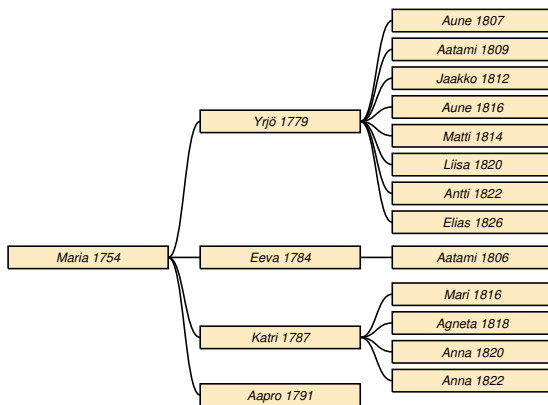 Maria 1754
Yrjö 1779
Aune 1807
Aatami 1809
Jaakko 1812
Aune 1816
Matti 1814
Liisa 1820
Antti 1822
Elias 1826
Eeva 1784
Aatami 1806
Katri 1787
Mari 1816
Agneta 1818
Anna 1820
Anna 1822
Aapro 1791